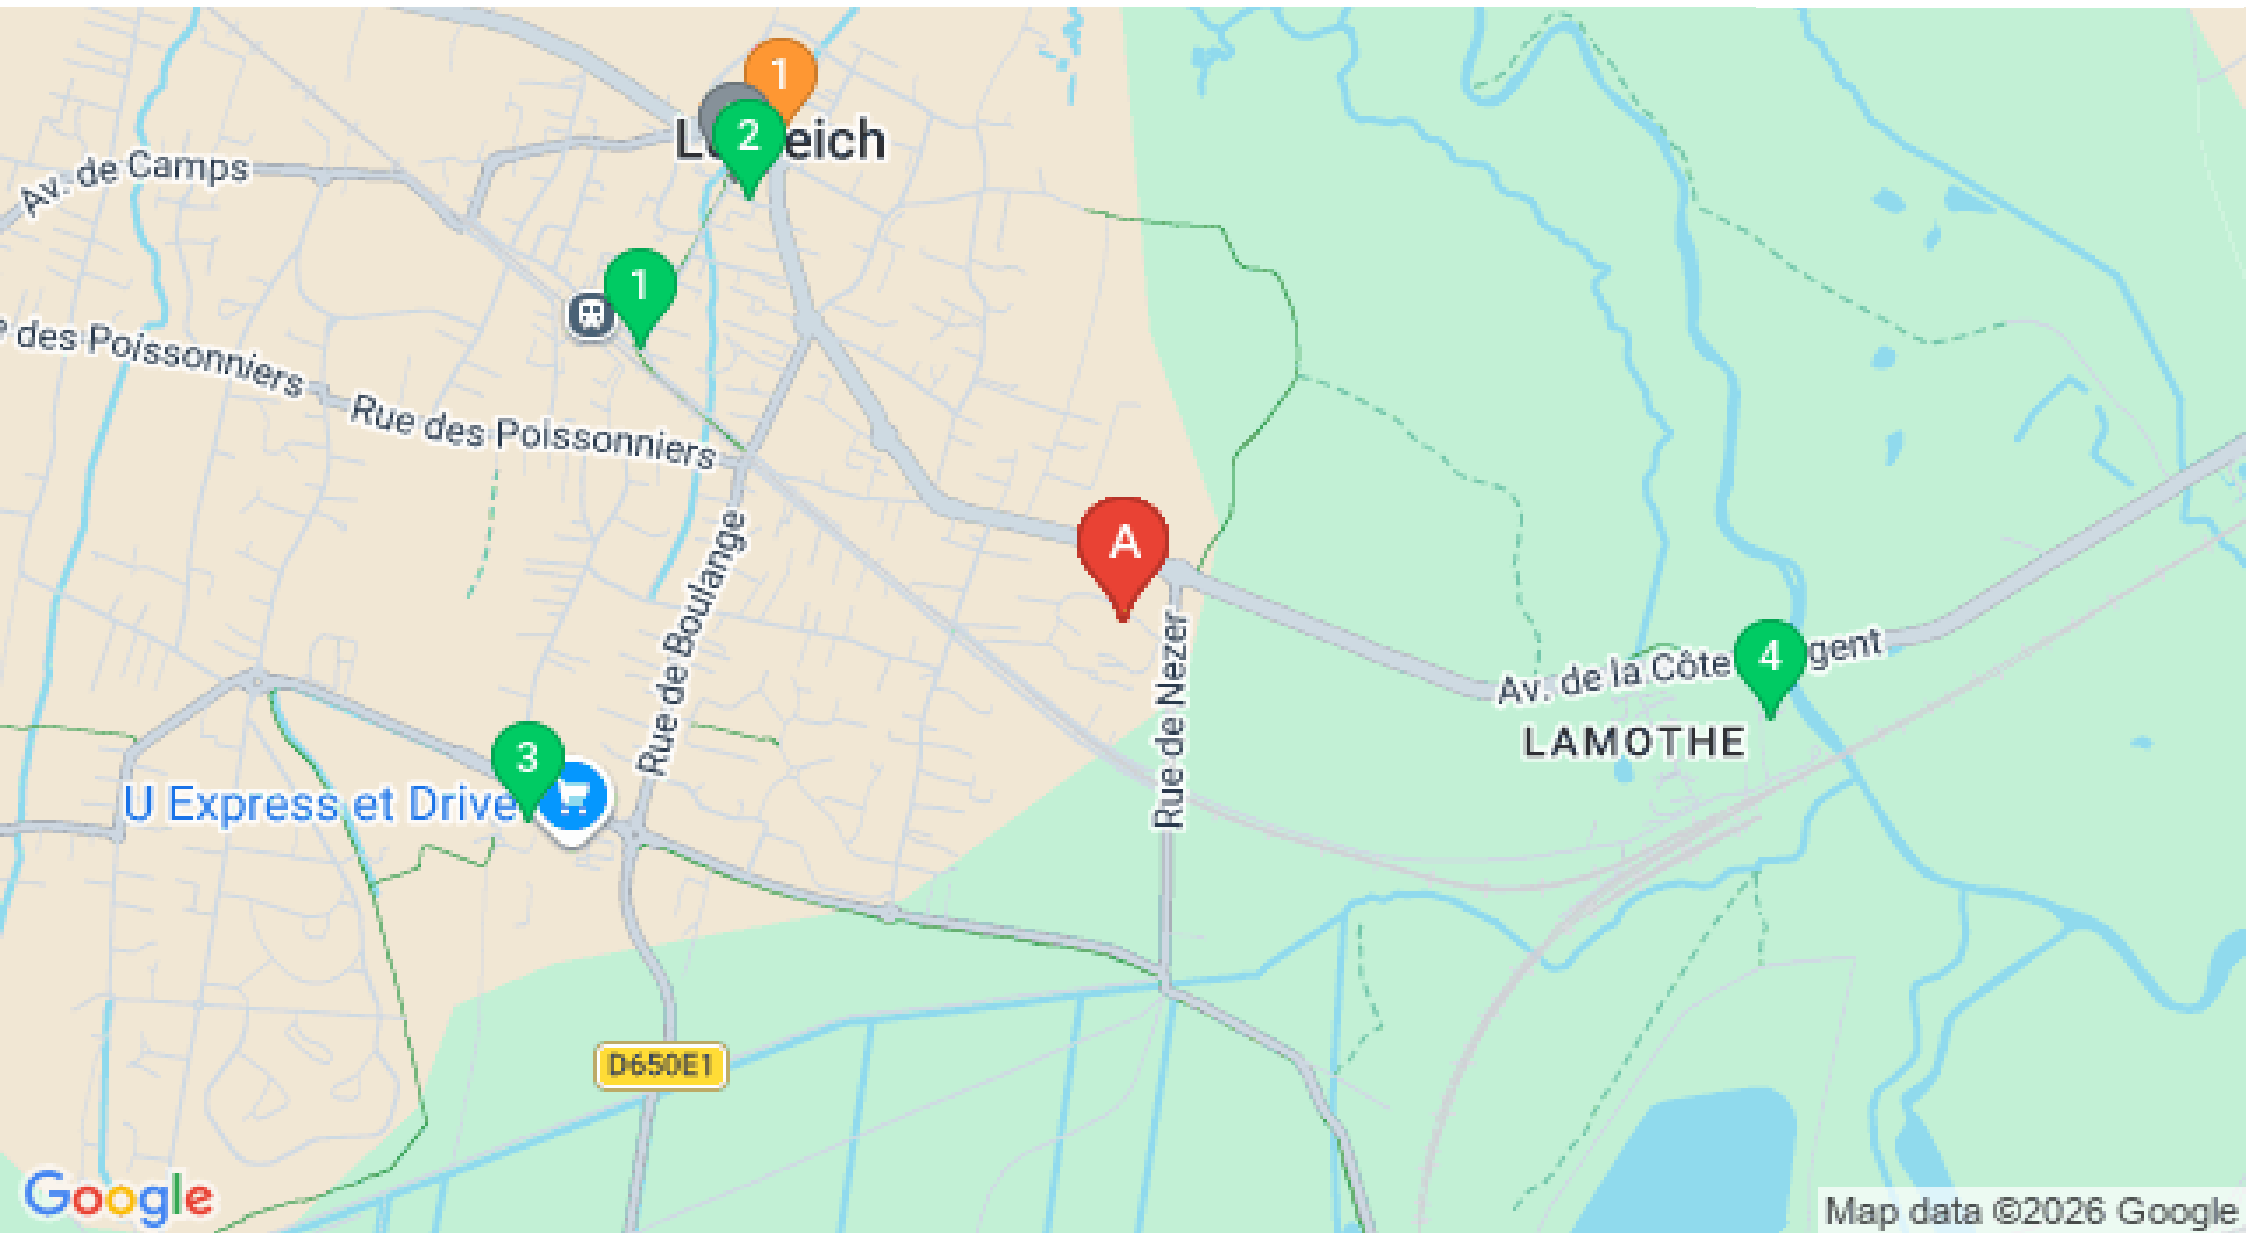 1
2
L eich
Av. de Camps
1
des Poissonniers
Rue des Poissonniers
A
Rue de Boulange
Rue de Nezer
4
Av. de la Côte gent
LAMOTHE
3
U Express et Drive
D650E1
Google
Map data ©2026 Google